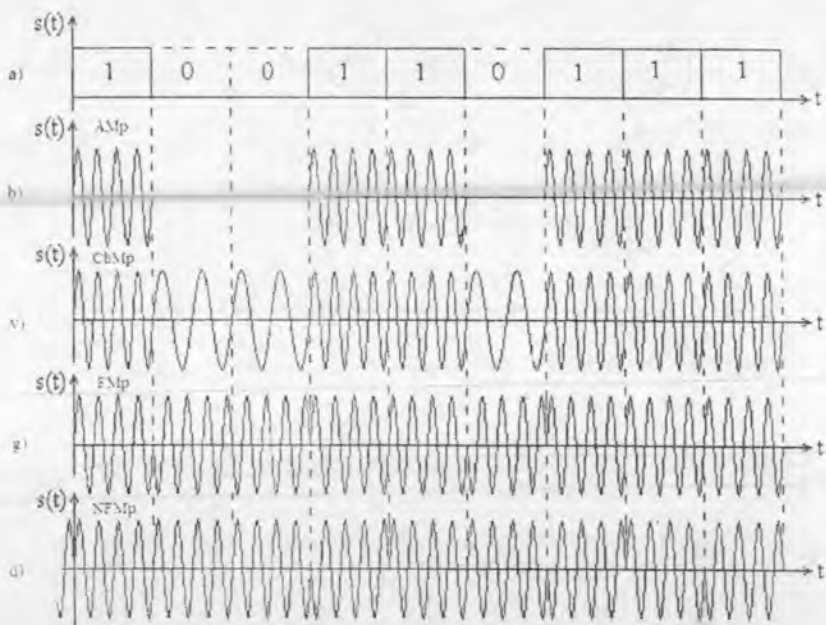 s(t)
a) 1 0 0 1 1 0 1 1 1 t
s(t) AMp
b) t
s(t) ChMp
v) t
s(t) FMp
g) t
s(t) NFMp
d) t